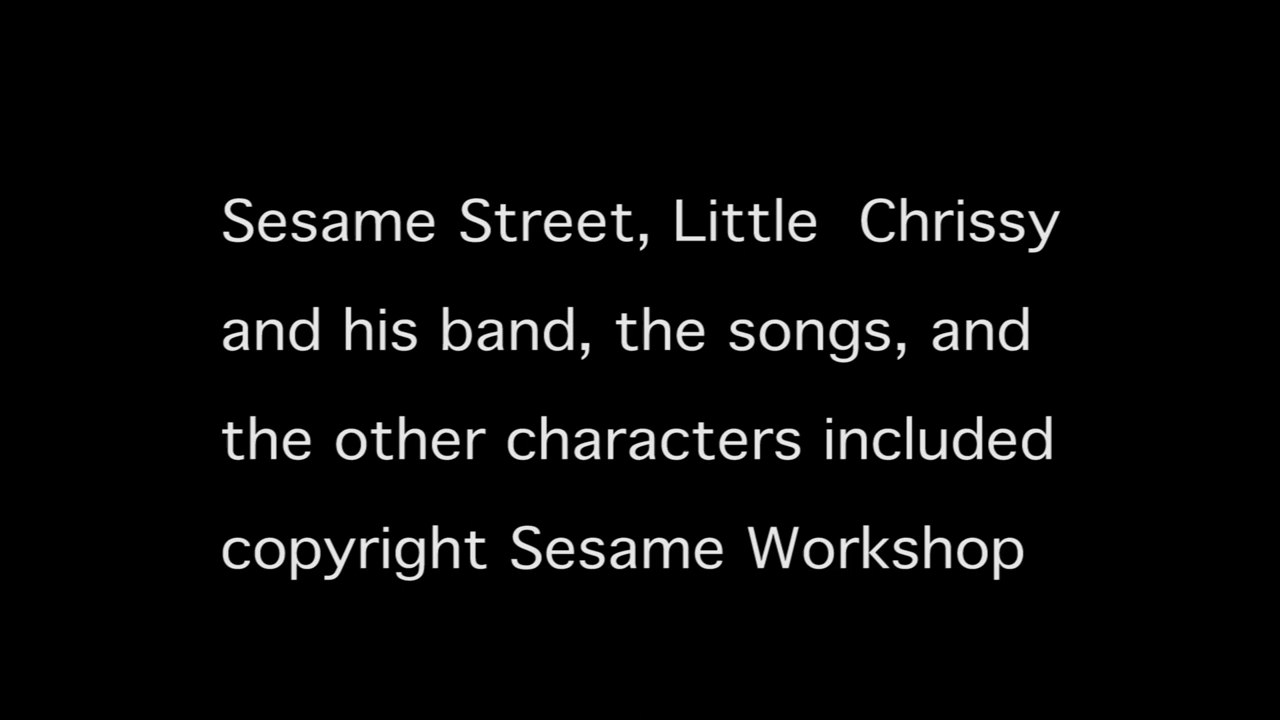 Sesame Street, Little  Chrissy
and his band, the songs, and
the other characters included
copyright Sesame Workshop